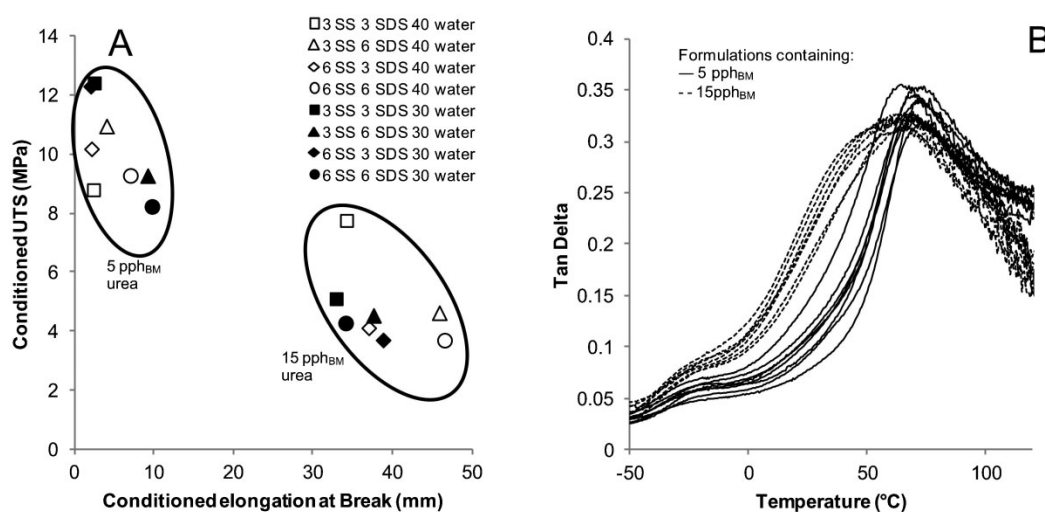 A
14
12
10
8
6
4
2
0
0
10
20
30
40
50
Conditioned UTS (MPa)
Conditioned elongation at Break (mm)
3 SS 3 SDS 40 water
3 SS 6 SDS 40 water
6 SS 3 SDS 40 water
6 SS 6 SDS 40 water
3 SS 3 SDS 30 water
3 SS 6 SDS 30 water
6 SS 3 SDS 30 water
6 SS 6 SDS 30 water
5 pphBM
urea
15 pphBM
urea
B
0.4
0.35
0.3
0.25
0.2
0.15
0.1
0.05
0
-50
0
50
100
Tan Delta
Temperature (°C)
Formulations containing:
5 pphBM
15pphBM